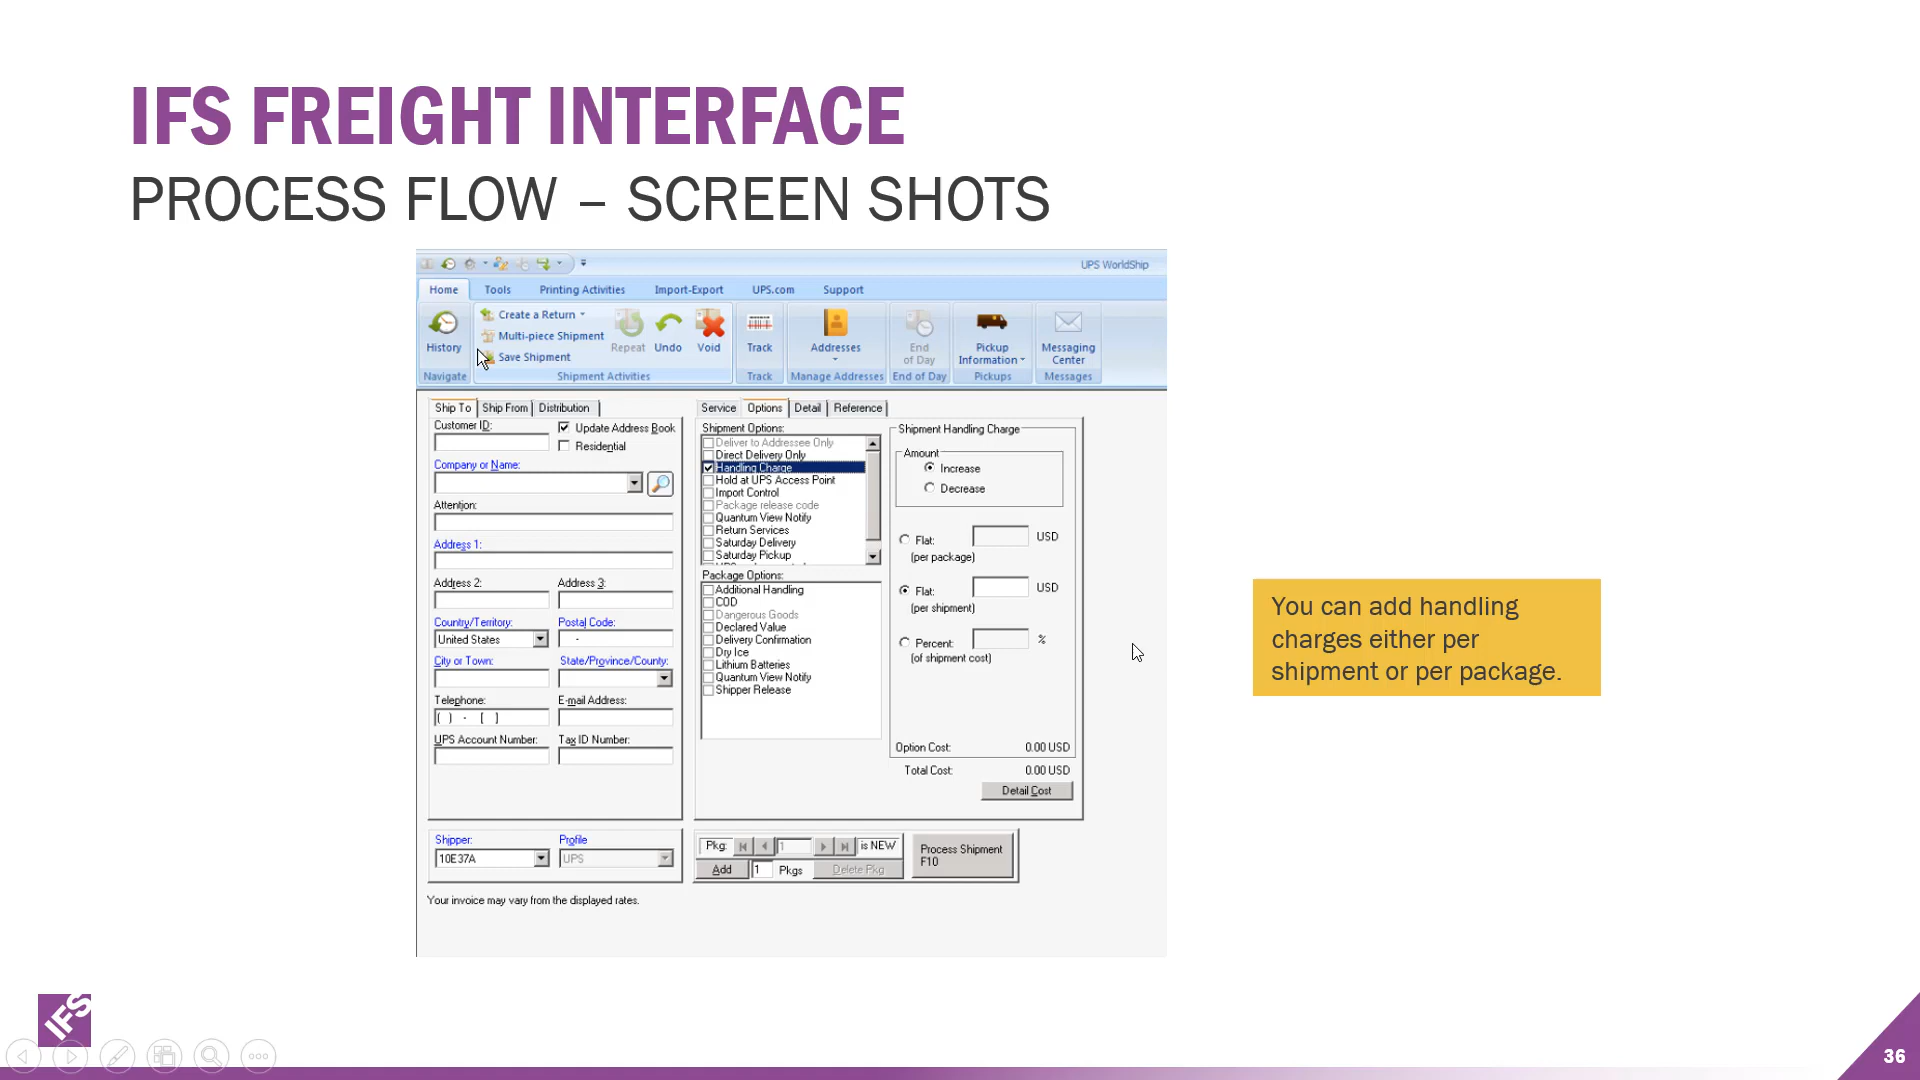 IFS FREIGHT INTERFACE
PROCESS FLOW – SCREEN SHOTS
UPS WorldShip
Home Tools Printing Activities Import-Export UPS.com Support
History
Navigate
Create a Return
Multi-piece Shipment
Save Shipment
Repeat Undo Void
Shipment Activities
Track
Track
Addresses
Manage Addresses
End
of Day
End of Day
Pickup
Information
Pickups
Messaging
Center
Messages
Ship To Ship From Distribution
Customer ID:
Update Address Book
Residential
Company or Name:
Attention:
Address 1:
Address 2: Address 3:
Country/Territory: Postal Code:
United States -
City or Town: State/Province/County:
Telephone: E-mail Address:
( ) - [ ]
UPS Account Number: Tax ID Number:
Shipper: Profile
10E37A UPS
Your invoice may vary from the displayed rates.
Service Options Detail Reference
Shipment Options:
Deliver to Addressee Only
Direct Delivery Only
Handling Charge
Hold at UPS Access Point
Import Control
Package release code
Quantum View Notify
Return Services
Saturday Delivery
Saturday Pickup
Package Options:
Additional Handling
COD
Dangerous Goods
Declared Value
Delivery Confirmation
Dry Ice
Lithium Batteries
Quantum View Notify
Shipper Release
Shipment Handling Charge
Amount
Increase
Decrease
Flat: USD
(per package)
Flat: USD
(per shipment)
Percent: %
(of shipment cost)
Option Cost: 0.00 USD
Total Cost: 0.00 USD
Detail Cost
Pkg: 1 is NEW
Add 1 Pkgs Delete Pkg
Process Shipment
F10
You can add handling
charges either per
shipment or per package.
IFS
36